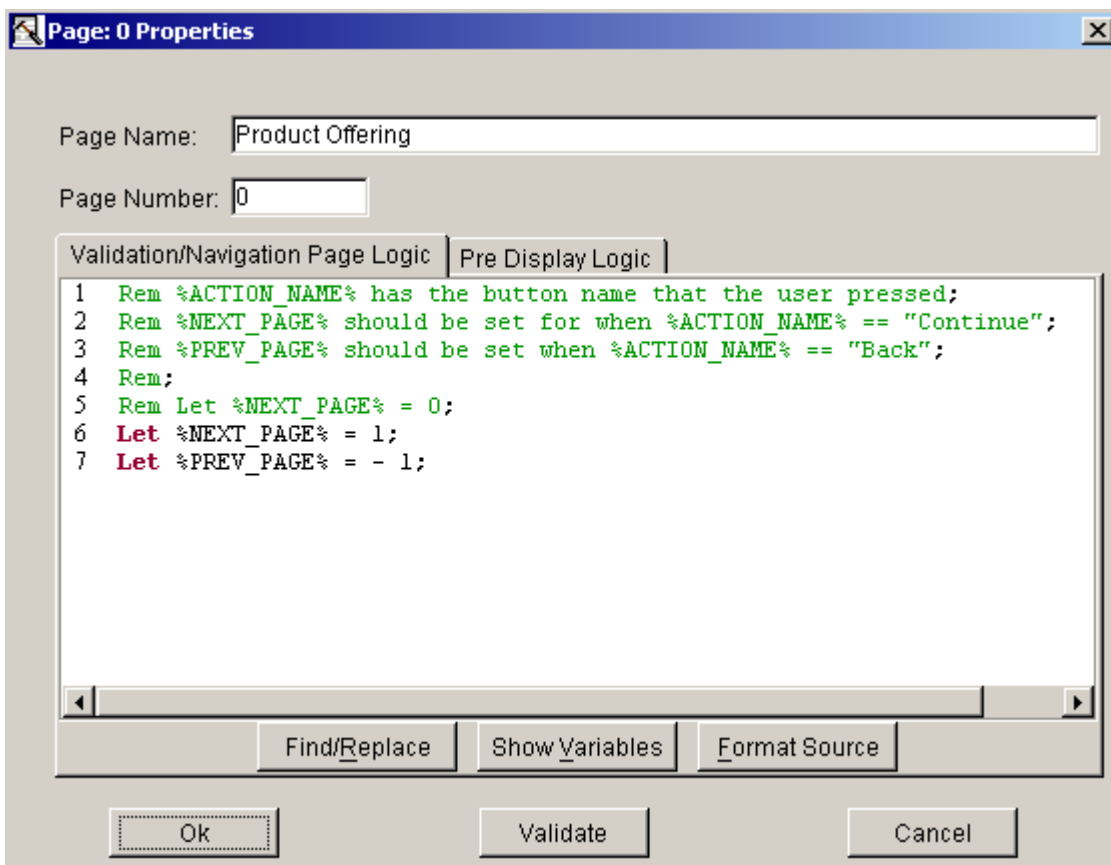 Page: 0 Properties
Page Name: Product Offering
Page Number: 0
Validation/Navigation Page Logic Pre Display Logic
1 Rem %ACTION_NAME% has the button name that the user pressed;
2 Rem %NEXT_PAGE% should be set for when %ACTION_NAME% == "Continue";
3 Rem %PREV_PAGE% should be set when %ACTION_NAME% == "Back";
4 Rem;
5 Rem Let %NEXT_PAGE% = 0;
6 Let %NEXT_PAGE% = 1;
7 Let %PREV_PAGE% = - 1;
Find/Replace Show Variables Format Source
Ok Validate Cancel